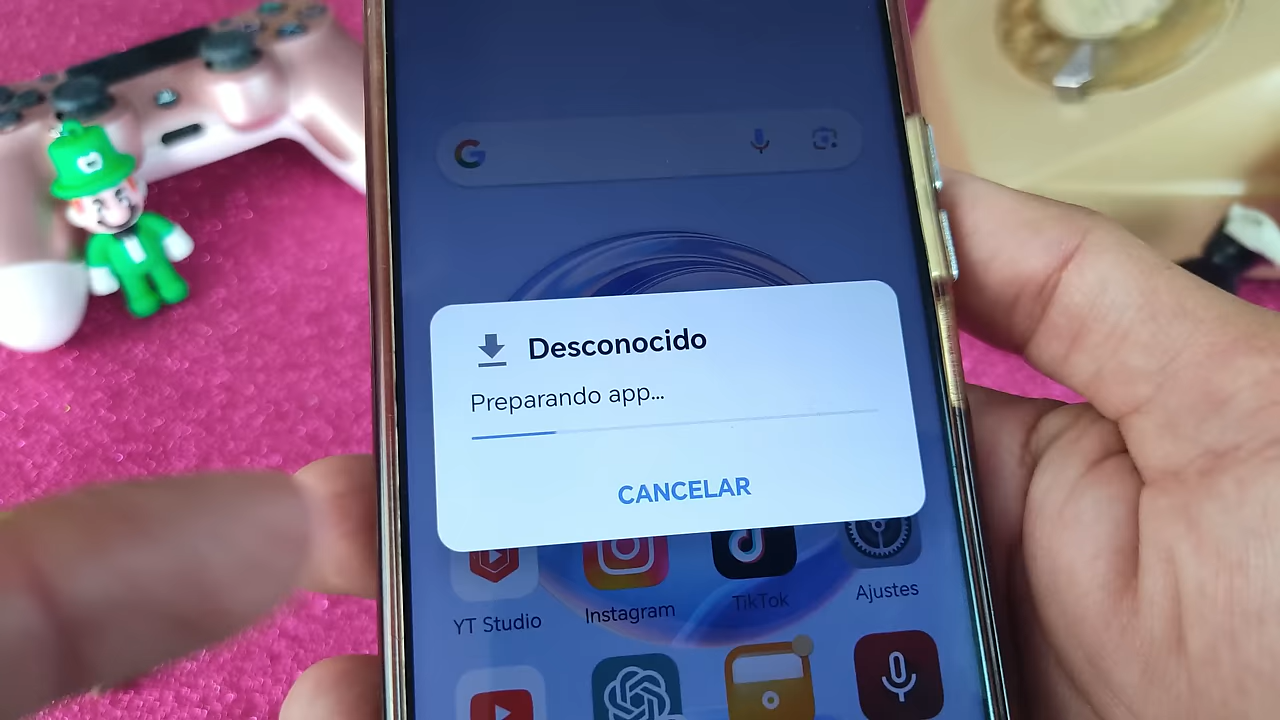 Desconocido
Preparando app...
CANCELAR
YT Studio
Instagram
TikTok
Ajustes